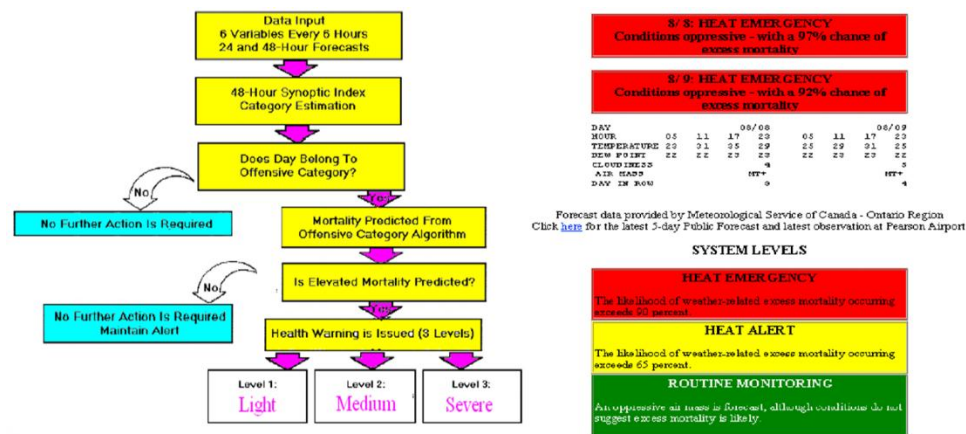 Data Input
6 Variables Every 6 Hours
24 and 48-Hour Forecasts
48-Hour Synoptic Index
Category Estimation
Does Day Belong To
Offensive Category?
No
Yes
No Further Action Is Required
Mortality Predicted From
Offensive Category Algorithm
Is Elevated Mortality Predicted?
No
Yes
No Further Action Is Required
Maintain Alert
Health Warning is Issued (3 Levels)
Level 1:
Light
Level 2:
Medium
Level 3:
Severe
8/8: HEAT EMERGENCY
Conditions oppressive - with a 97% chance of
excess mortality
8/9: HEAT EMERGENCY
Conditions oppressive - with a 92% chance of
excess mortality
DAY 08/08 08/09
HOUR 05 11 17 23 05 11 17 23
TEMPERATURE 23 31 35 29 25 29 31 25
DEW POINT 22 22 23 23 22 23 23 22
CLOUDINESS 4 5
AIR MASS MT+ MT+
DAY IN ROW 4
Forecast data provided by Meteorological Service of Canada - Ontario Region
Click here for the latest 5-day Public Forecast and latest observation at Pearson Airport
SYSTEM LEVELS
HEAT EMERGENCY
The likelihood of weather-related excess mortality occurring
exceeds 90 percent.
HEAT ALERT
The likelihood of weather-related excess mortality occurring
exceeds 65 percent.
ROUTINE MONITORING
An oppressive air mass is forecast, although conditions do not
suggest excess mortality is likely.